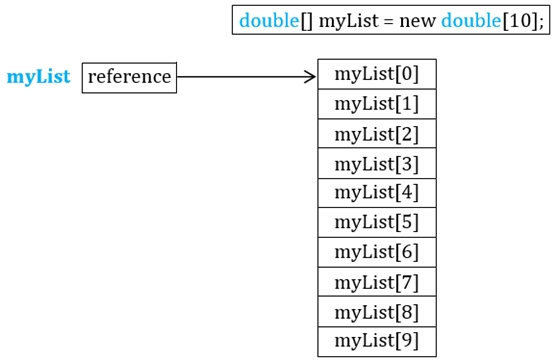 double[] myList = new double[10];
myList reference myList[0]
myList[1]
myList[2]
myList[3]
myList[4]
myList[5]
myList[6]
myList[7]
myList[8]
myList[9]